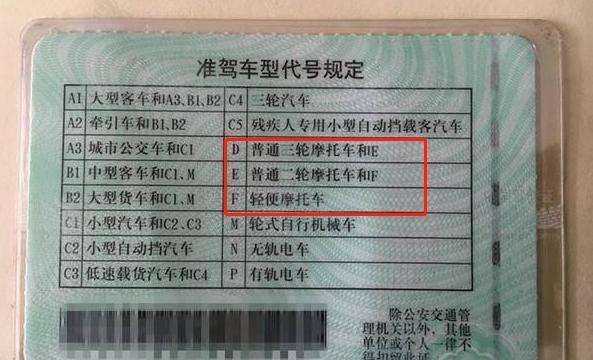 准驾车型代号规定
A1 大型客车和A3、B1、B2 C4 三轮汽车
A2 牵引车和B1、B2 C5 残疾人专用小型自动挡载客汽车
A3 城市公交车和C1 D 普通三轮摩托车和E
B1 中型客车和C1、M E 普通二轮摩托车和F
B2 大型货车和C1、M F 轻便摩托车
C1 小型汽车和C2、C3 M 轮式自行机械车
C2 小型自动挡汽车 N 无轨电车
C3 低速载货汽车和C4 P 有轨电车
除公安交通管
理机关以外，其他
单位或个人一律不
得扣留此证